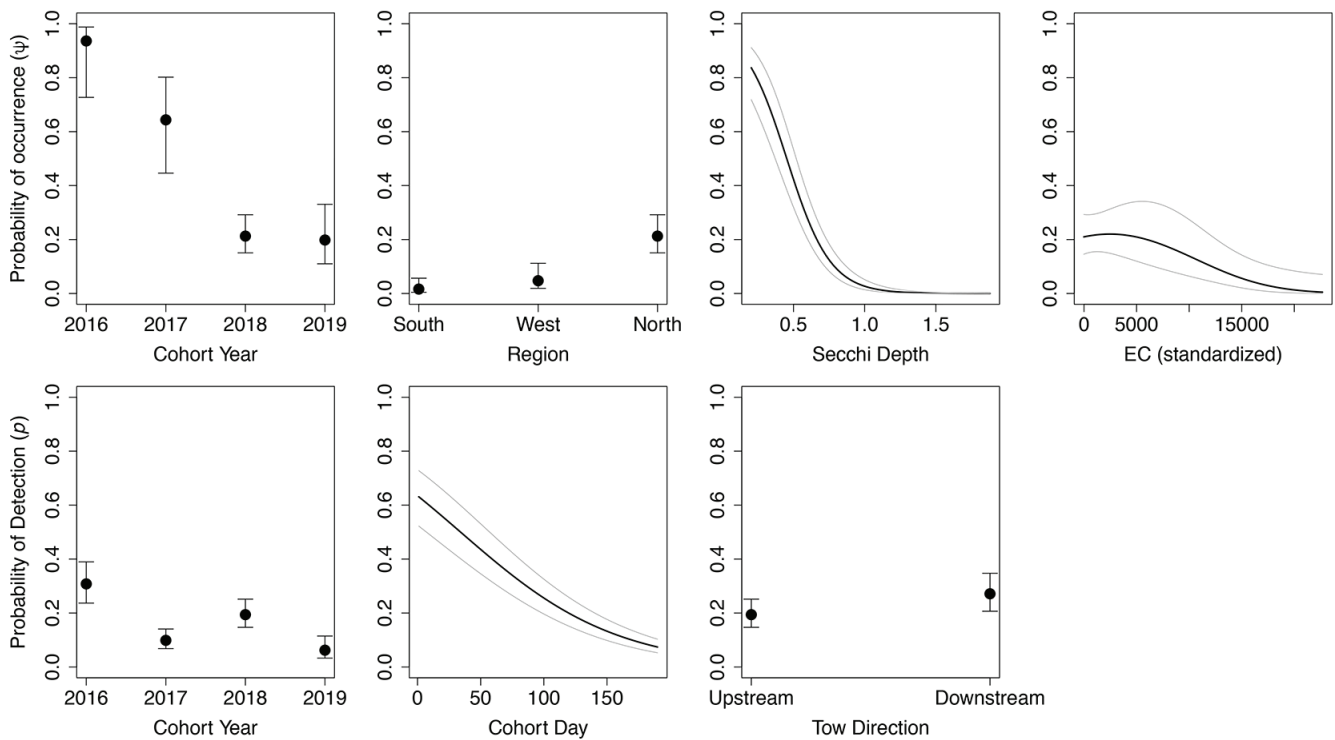 Probability of occurrence (ψ)
0.0 0.2 0.4 0.6 0.8 1.0
2016 2017 2018 2019
Cohort Year
0.0 0.2 0.4 0.6 0.8 1.0
South West North
Region
0.0 0.2 0.4 0.6 0.8 1.0
0.5 1.0 1.5
Secchi Depth
0.0 0.2 0.4 0.6 0.8 1.0
0 5000 15000
EC (standardized)
Probability of Detection (p)
0.0 0.2 0.4 0.6 0.8 1.0
2016 2017 2018 2019
Cohort Year
0.0 0.2 0.4 0.6 0.8 1.0
0 50 100 150
Cohort Day
0.0 0.2 0.4 0.6 0.8 1.0
Upstream Downstream
Tow Direction